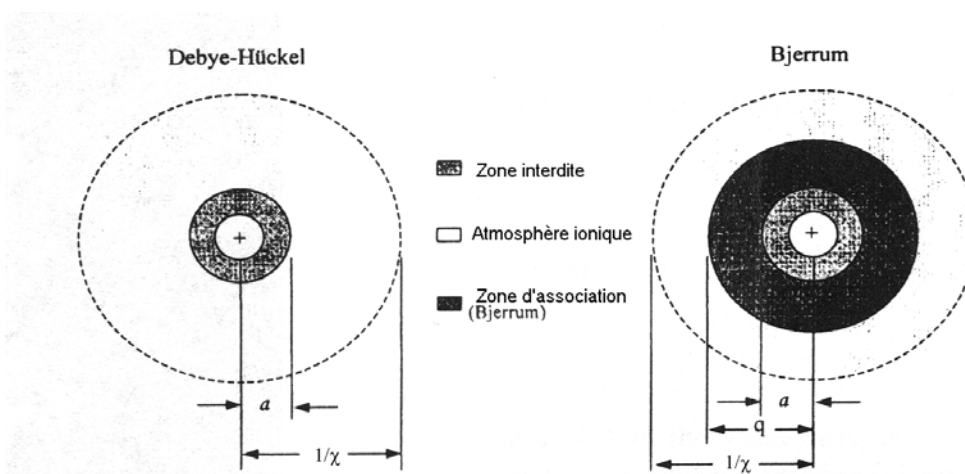 Debye-Hückel
Bjerrum
Zone interdite
Atmosphère ionique
Zone d'association
(Bjerrum)
+
+
a
1/χ
a
q
1/χ